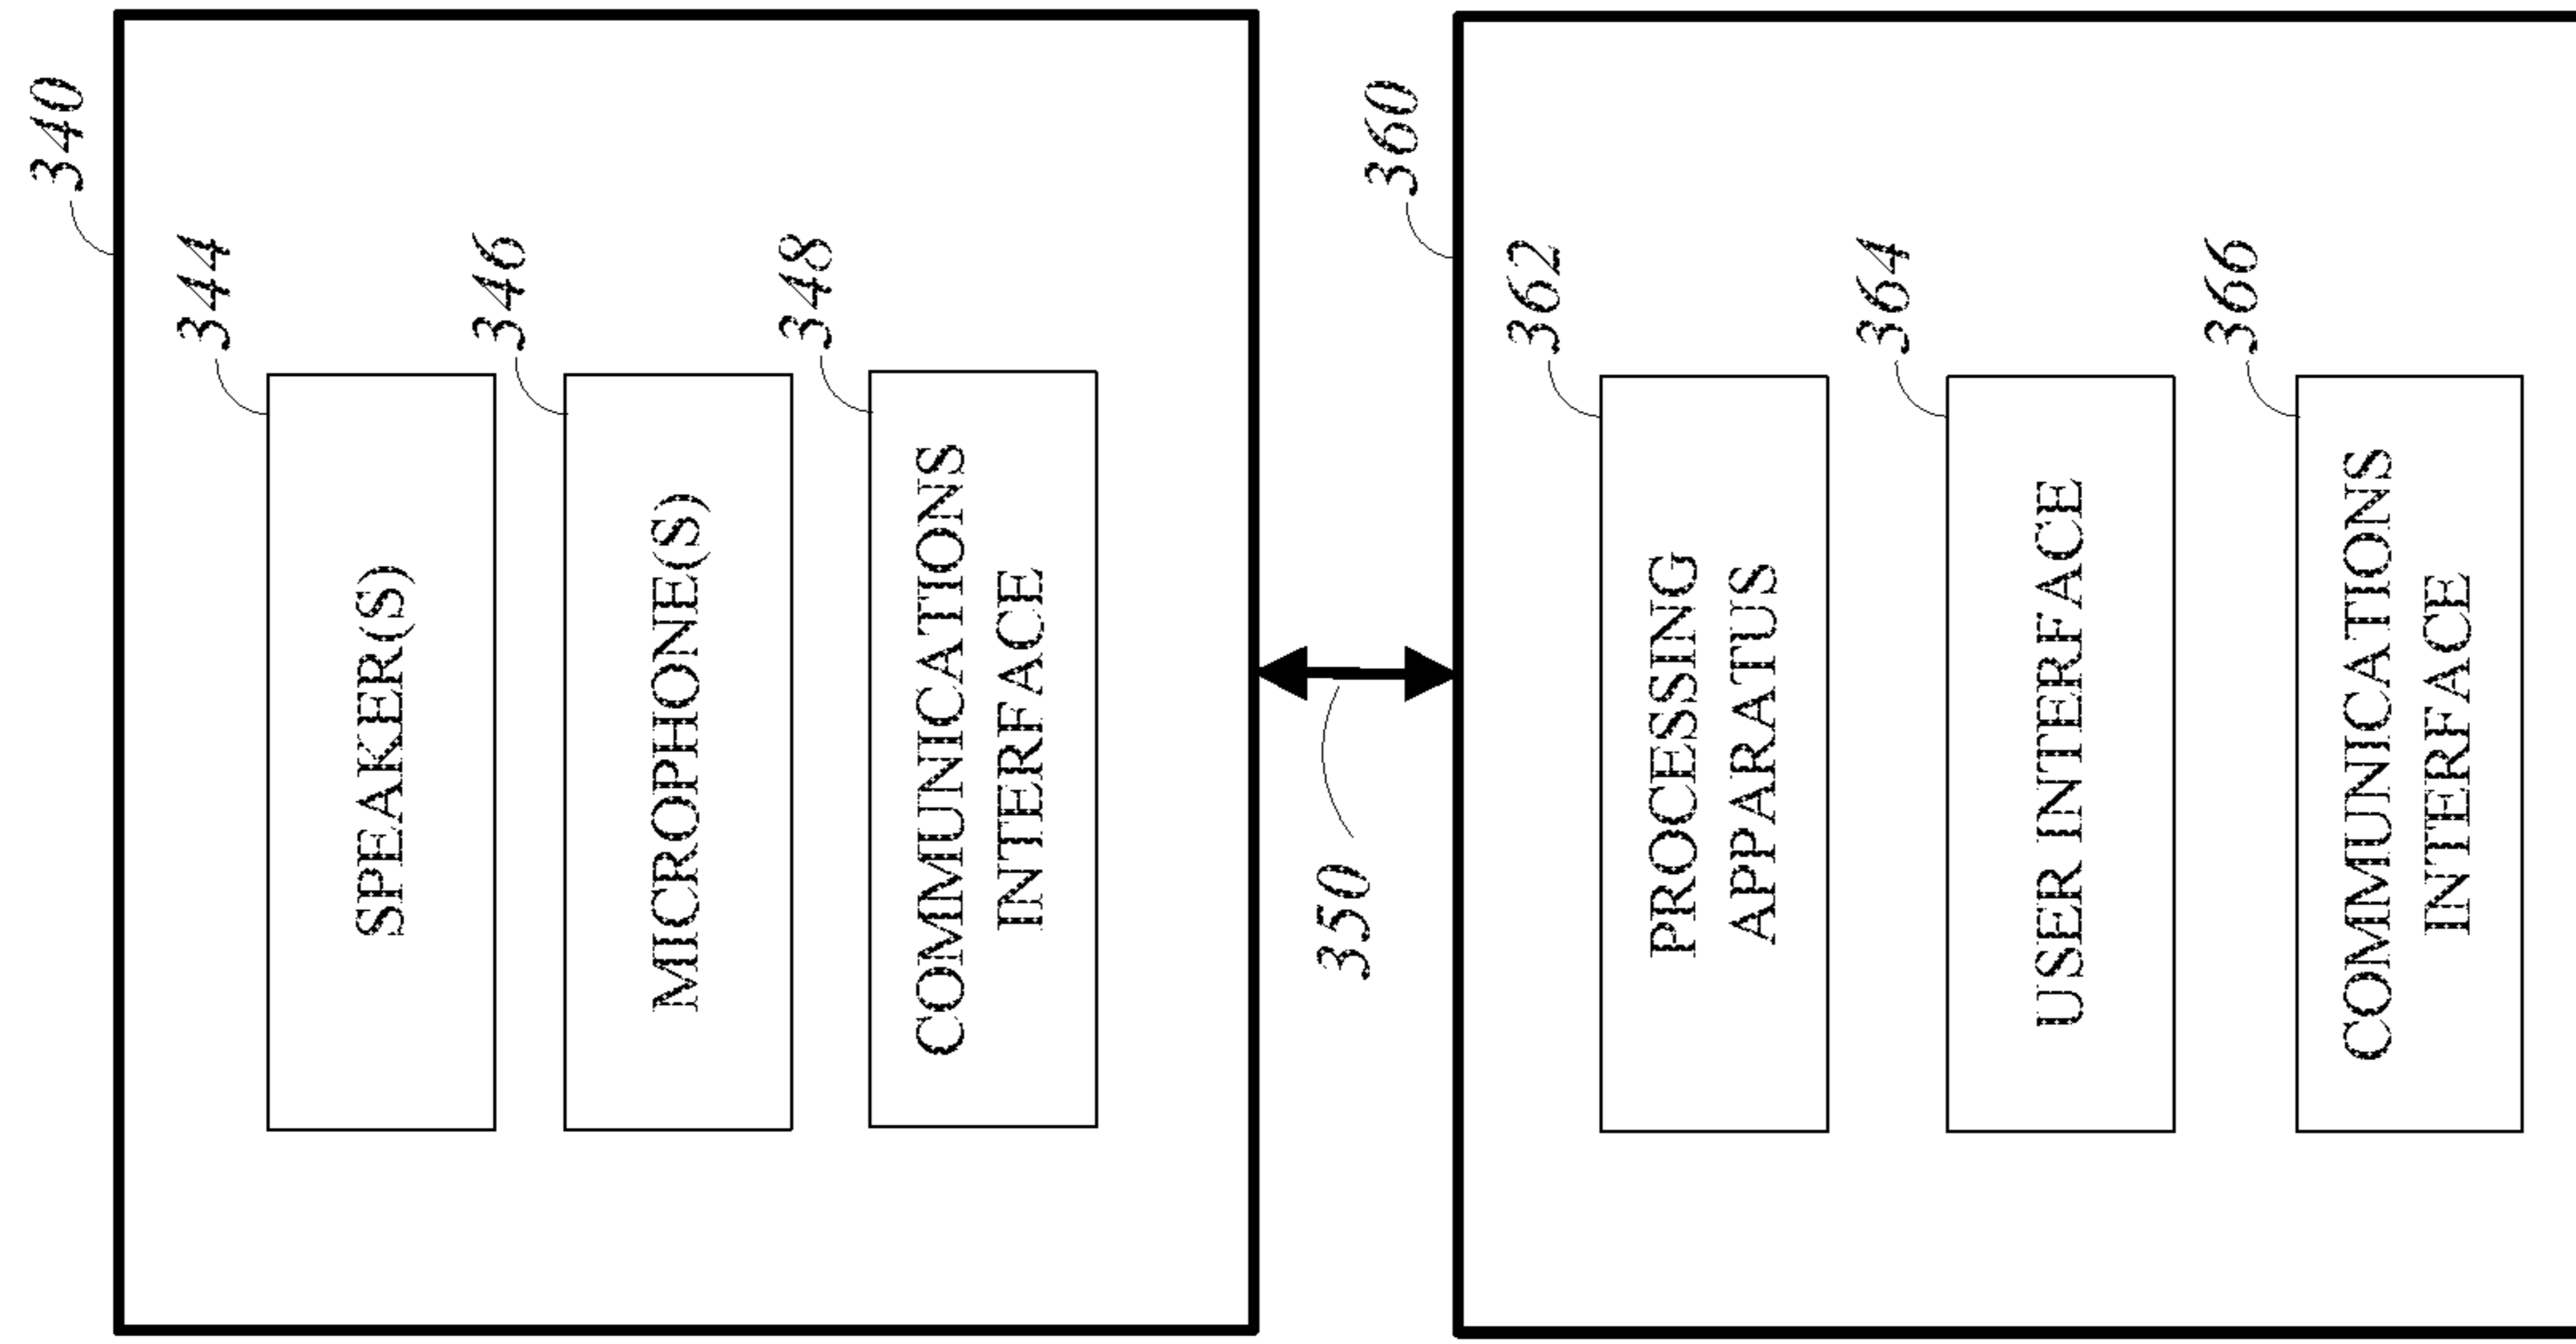 340
344
SPEAKER(S)
346
MICROPHONE(S)
348
COMMUNICATIONS
INTERFACE
350
360
362
PROCESSING
APPARATUS
364
USER INTERFACE
366
COMMUNICATIONS
INTERFACE